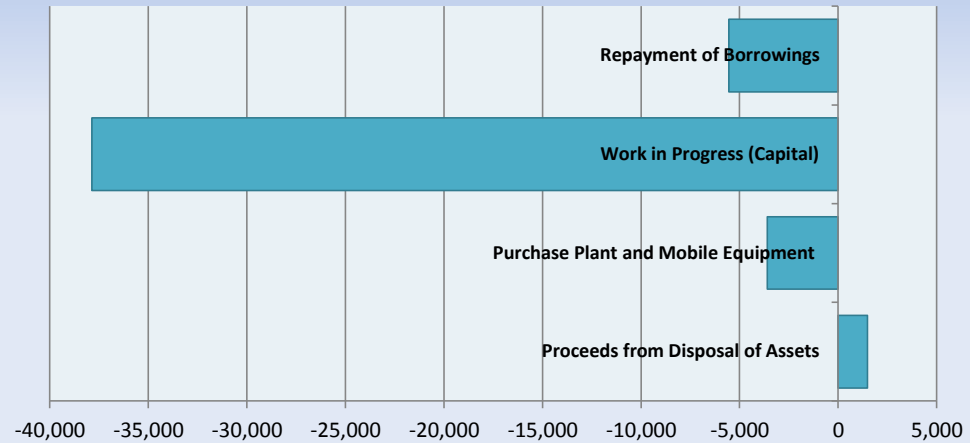 Repayment of Borrowings
Work in Progress (Capital)
Purchase Plant and Mobile Equipment
Proceeds from Disposal of Assets
-40,000 -35,000 -30,000 -25,000 -20,000 -15,000 -10,000 -5,000 0 5,000